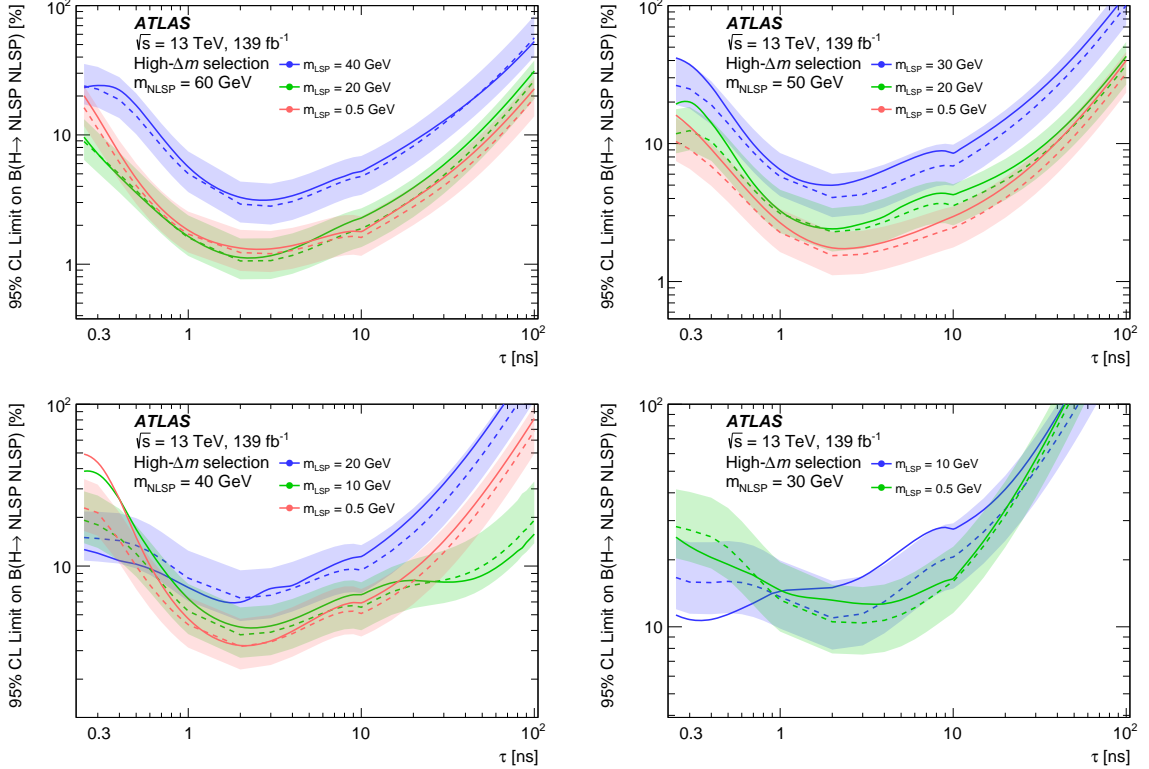 95% CL Limit on B(H→ NLSP NLSP) [%]
10²
10
1
ATLAS
√s = 13 TeV, 139 fb⁻¹
High-Δm selection
m_NLSP = 60 GeV
m_LSP = 40 GeV
m_LSP = 20 GeV
m_LSP = 0.5 GeV
0.3 1 10 10²
τ [ns]
95% CL Limit on B(H→ NLSP NLSP) [%]
10²
10
1
ATLAS
√s = 13 TeV, 139 fb⁻¹
High-Δm selection
m_NLSP = 50 GeV
m_LSP = 30 GeV
m_LSP = 20 GeV
m_LSP = 0.5 GeV
0.3 1 10 10²
τ [ns]
95% CL Limit on B(H→ NLSP NLSP) [%]
10²
10
ATLAS
√s = 13 TeV, 139 fb⁻¹
High-Δm selection
m_NLSP = 40 GeV
m_LSP = 20 GeV
m_LSP = 10 GeV
m_LSP = 0.5 GeV
0.3 1 10 10²
τ [ns]
95% CL Limit on B(H→ NLSP NLSP) [%]
10²
10
ATLAS
√s = 13 TeV, 139 fb⁻¹
High-Δm selection
m_NLSP = 30 GeV
m_LSP = 10 GeV
m_LSP = 0.5 GeV
0.3 1 10 10²
τ [ns]